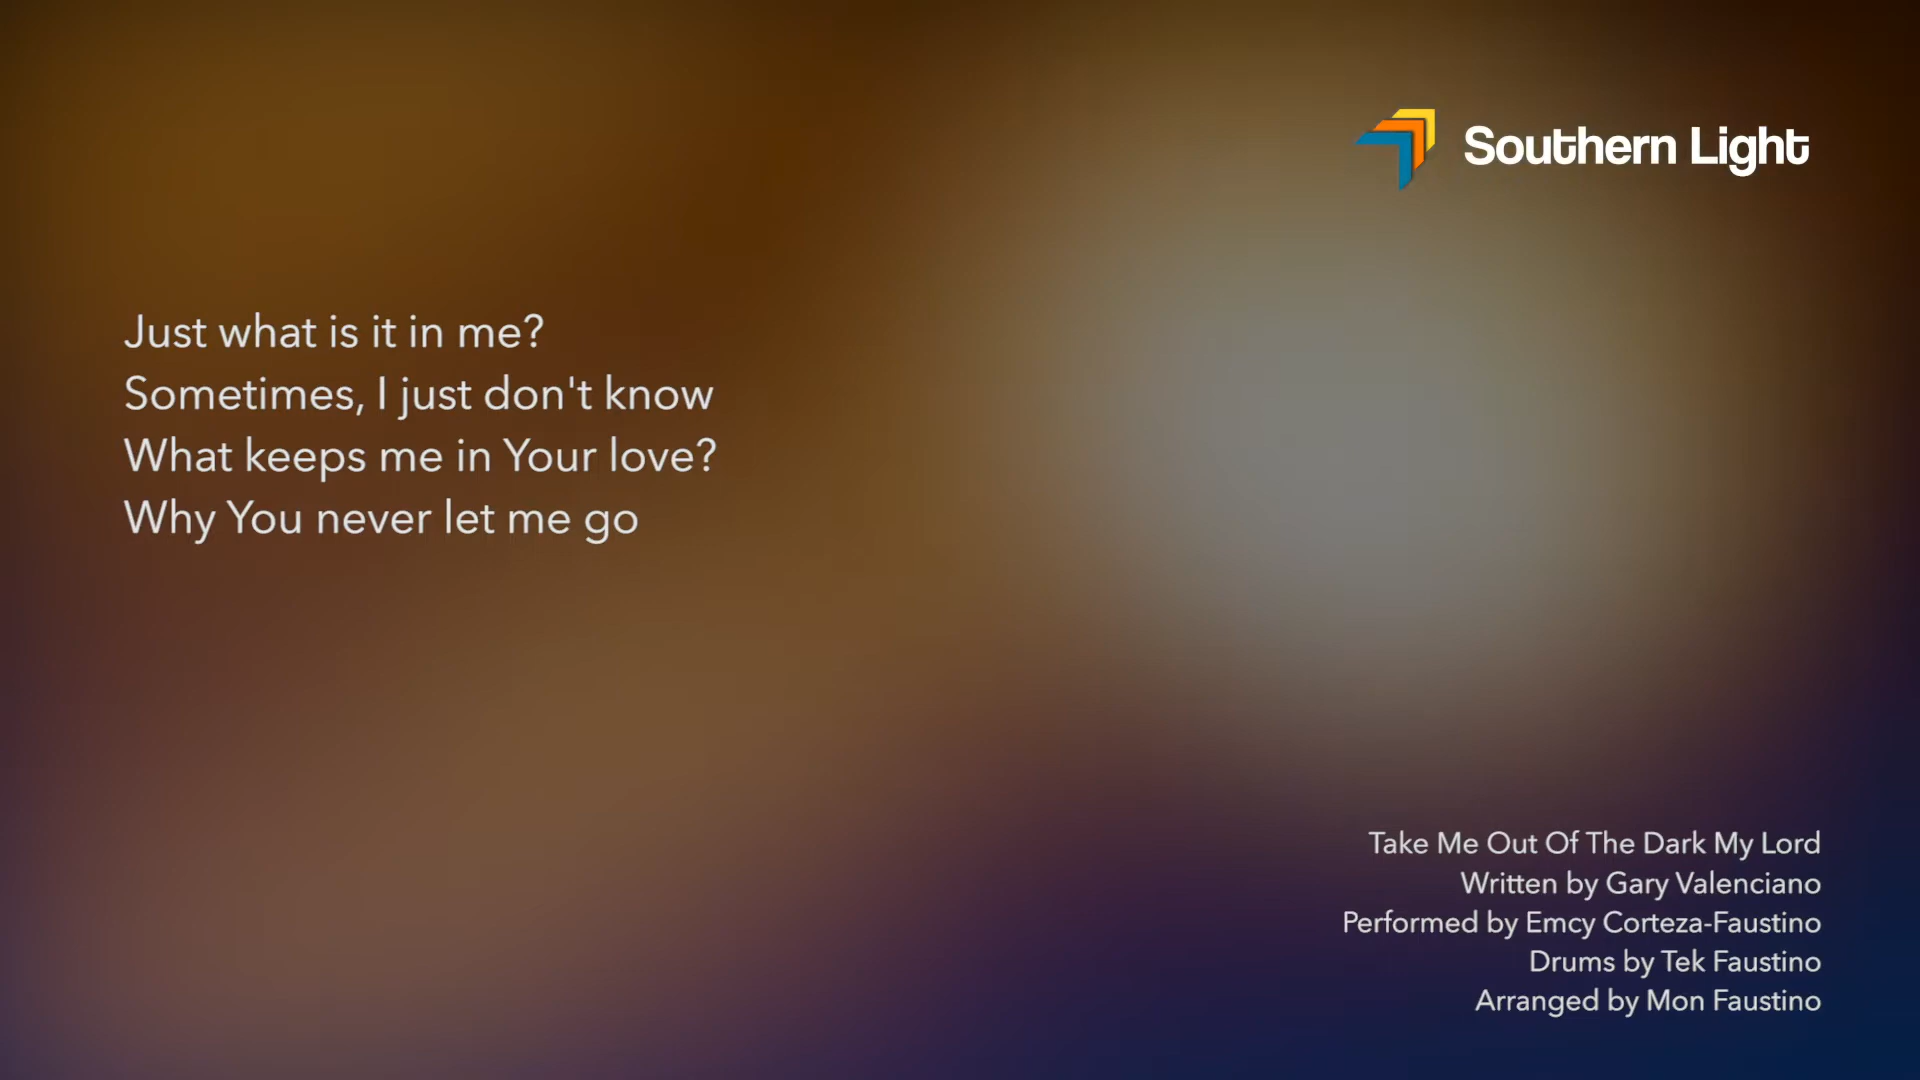 Southern Light
Just what is it in me?
Sometimes, I just don't know
What keeps me in Your love?
Why You never let me go
Take Me Out Of The Dark My Lord
Written by Gary Valenciano
Performed by Emcy Corteza-Faustino
Drums by Tek Faustino
Arranged by Mon Faustino